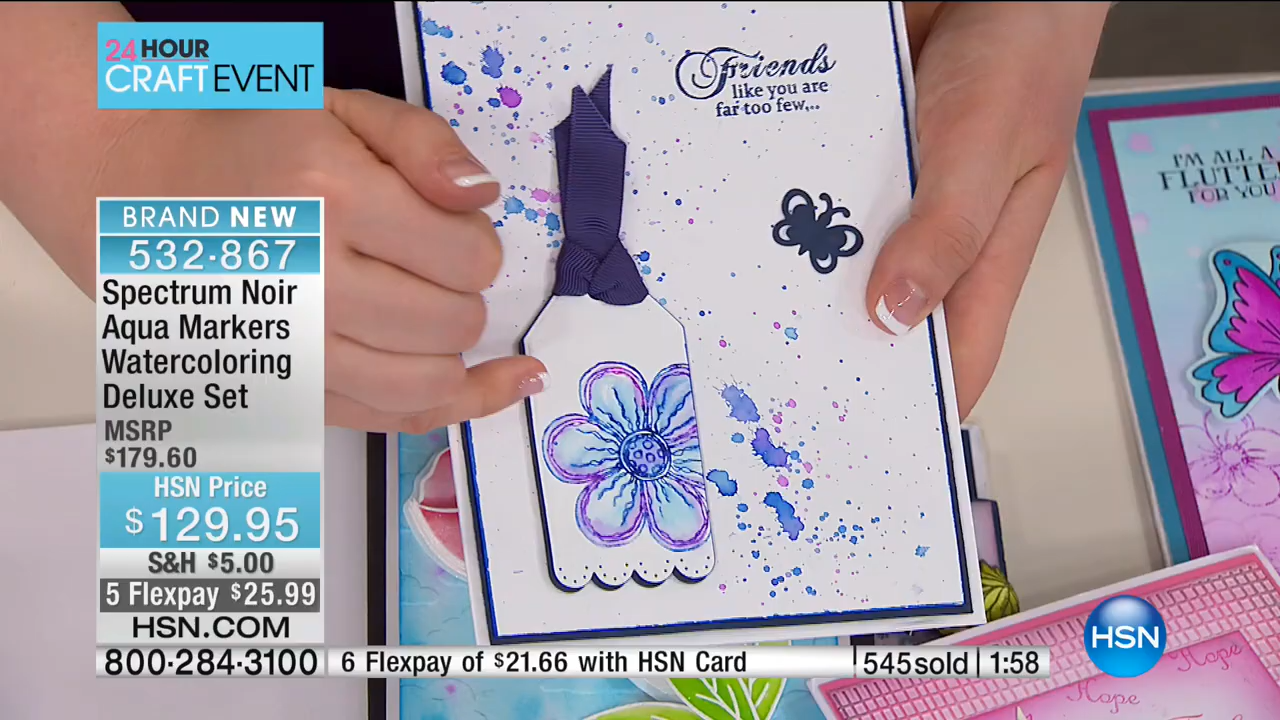 24 HOUR
CRAFT EVENT
BRAND NEW
532·867
Spectrum Noir
Aqua Markers
Watercoloring
Deluxe Set
MSRP
$179.60
HSN Price
$129.95
S&H $5.00
5 Flexpay $25.99
HSN.COM
800·284·3100
6 Flexpay of $21.66 with HSN Card
545 sold
1:58
HSN
Friends
like you are
far too few...
I'M ALL A
FLUTTE
FOR YOU
Hope
Hope